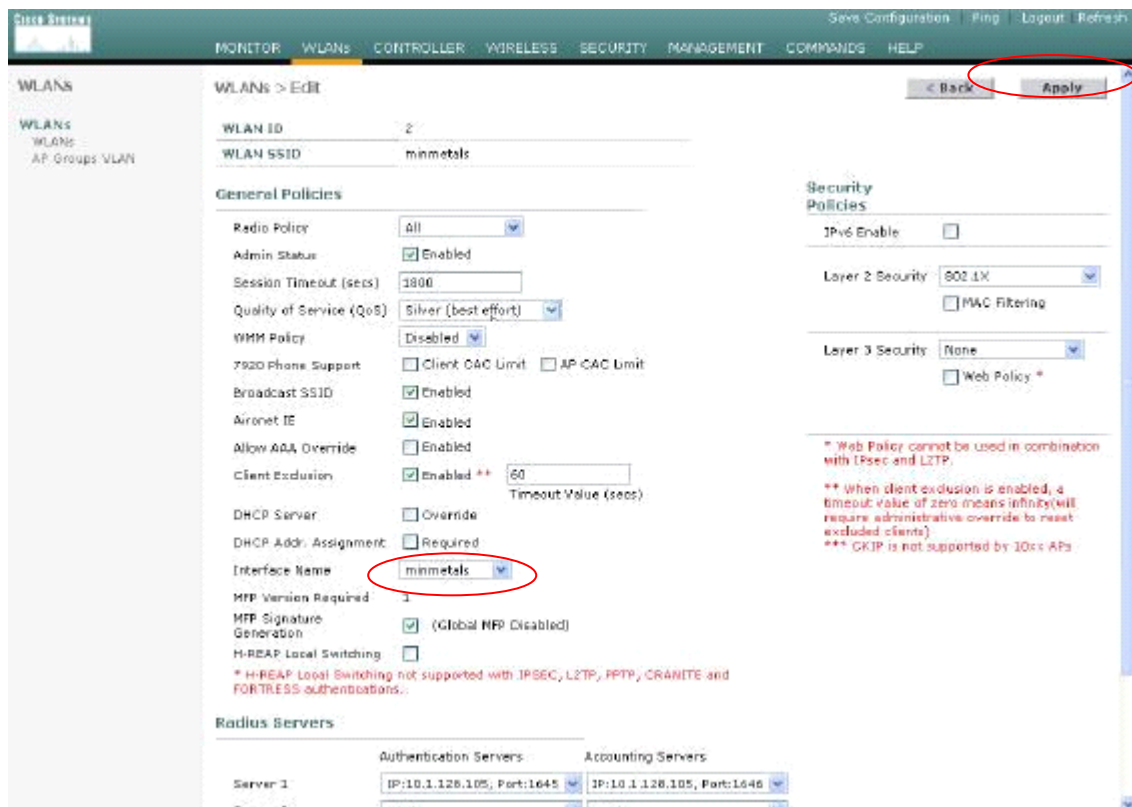 Cisco Systems
Save Configuration | Ping | Logout | Refresh
MONITOR WLANs CONTROLLER WIRELESS SECURITY MANAGEMENT COMMANDS HELP
WLANs
WLANs
WLANs
AP Groups VLAN
WLANs > Edit
< Back
Apply
WLAN ID 2
WLAN SSID minmetals
General Policies
Radio Policy All
Admin Status Enabled
Session Timeout (secs) 1800
Quality of Service (QoS) Silver (best effort)
WMM Policy Disabled
7920 Phone Support Client CAC Limit AP CAC Limit
Broadcast SSID Enabled
Aironet IE Enabled
Allow AAA Override Enabled
Client Exclusion Enabled ** 60
Timeout Value (secs)
DHCP Server Override
DHCP Addr. Assignment Required
Interface Name minmetals
MFP Version Required 1
MFP Signature Generation (Global MFP Disabled)
H-REAP Local Switching
* H-REAP Local Switching not supported with IPSEC, L2TP, PPTP, CRANITE and
FORTRESS authentications.
Security
Policies
IPv6 Enable
Layer 2 Security 802.1X
MAC Filtering
Layer 3 Security None
Web Policy *
* Web Policy cannot be used in combination
with IPsec and L2TP.
** When client exclusion is enabled, a
timeout value of zero means infinity(will
require administrative override to reset
excluded clients)
*** CKIP is not supported by 10xx APs
Radius Servers
Authentication Servers Accounting Servers
Server 1 IP:10.1.128.105, Port:1645 IP:10.1.128.105, Port:1646